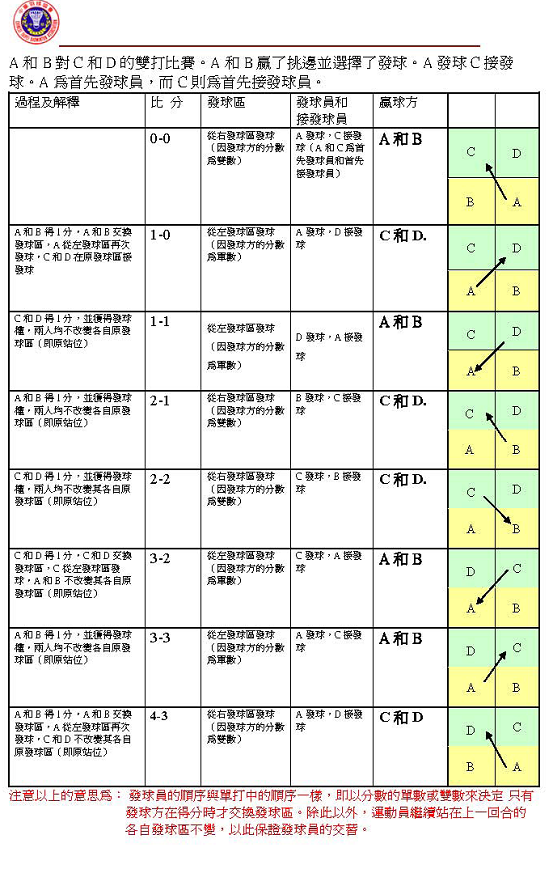 A 和 B 對 C 和 D 的雙打比賽。A 和 B 贏了挑邊並選擇了發球。A 發球 C 接發
球。A 爲首先發球員，而 C 則爲首先接發球員。
過程及解釋
比 分
發球區
發球員和
接發球員
贏球方
0-0
從右發球區發球
（因發球方的分數
爲雙數）
A 發球，C 接發
球（A 和 C 爲首
先發球員和首先
接發球員）
A 和 B
C
D
B
A
A 和 B 得 1 分，A 和 B 交換
發球區，A 從左發球區再次
發球，C 和 D 在原發球區接
發球
1-0
從左發球區發球
（因發球方的分數
爲單數）
A 發球，D 接發
球
C 和 D.
C
D
A
B
C 和 D 得 1 分，並獲得發球
權，兩人均不改變各自原發
球區（即原站位）
1-1
從左發球區發球
（因發球方的分數
爲單數）
D 發球，A 接發
球
A 和 B
C
D
A
B
A 和 B 得 1 分，並獲得發球
權，兩人均不改變各自原發
球區（即原站位）
2-1
從右發球區發球
（因發球方的分數
爲雙數）
B 發球，C 接發
球
C 和 D.
C
D
A
B
C 和 D 得 1 分，並獲得發球
權，兩人均不改變其各自原
發球區（即原站位）
2-2
從右發球區發球
（因發球方的分數
爲雙數）
C 發球，B 接發
球
C 和 D.
C
D
A
B
C 和 D 得 1 分，C 和 D 交換
發球區，C 從左發球區發
球，A 和 B 不改變其各自原
發球區（即原站位）
3-2
從左發球區發球
（因發球方的分數
爲單數）
C 發球，A 接發
球
A 和 B
D
C
A
B
A 和 B 得 1 分，並獲得發球
權，兩人均不改變各自原發
球區（即原站位）
3-3
從左發球區發球
（因發球方的分數
爲單數）
A 發球，C 接發
球
A 和 B
D
C
A
B
A 和 B 得 1 分，A 和 B 交換
發球區，A 從左發球區再次
發球，C 和 D 不改變其各自
原發球區（即原站位）
4-3
從右發球區發球
（因發球方的分數
爲雙數）
A 發球，D 接發
球
C 和 D
D
C
B
A
注意以上的意思爲： 發球員的順序與單打中的順序一樣，即以分數的單數或雙數來決定 只有
發球方在得分時才交換發球區。除此以外，運動員繼續站在上一回合的
各自發球區不變，以此保證發球員的交替。